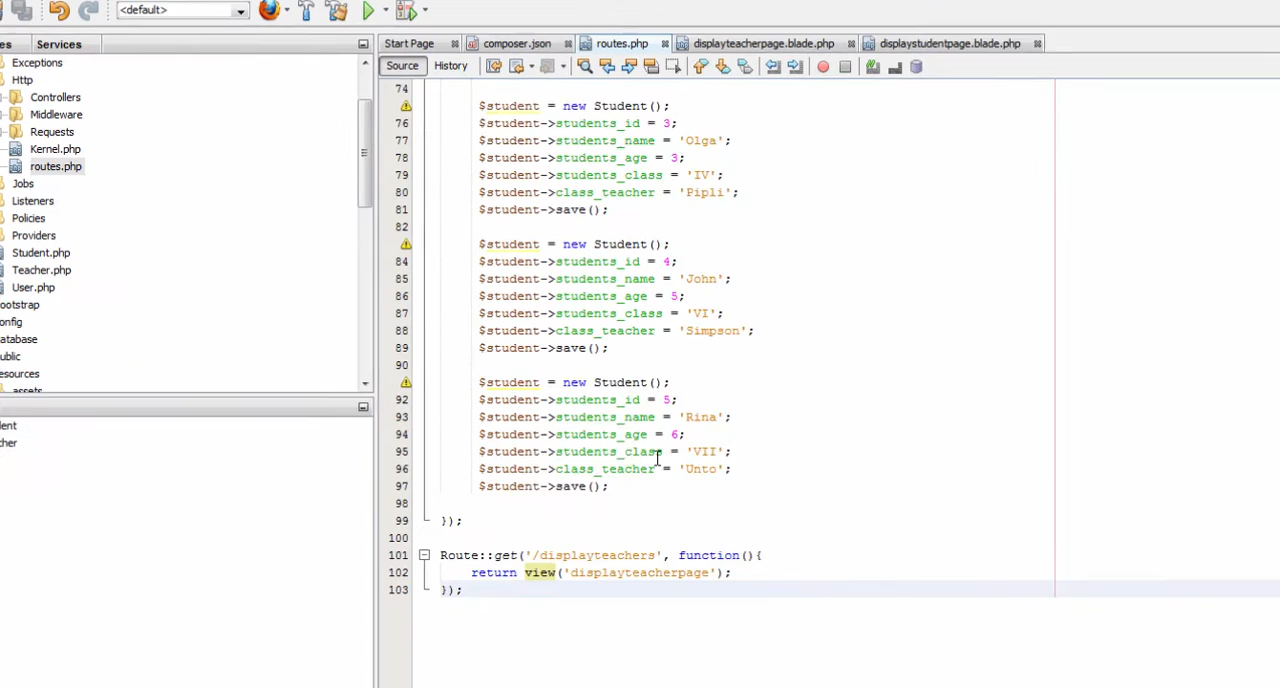 <default>
es Services
Start Page composer.json routes.php displayteacherpage.blade.php displaystudentpage.blade.php
Source History
Exceptions
Http
Controllers
Middleware
Requests
Kernel.php
routes.php
Jobs
Listeners
Policies
Providers
Student.php
Teacher.php
User.php
ootstrap
onfig
atabase
ublic
esources
assets
dent
cher
74
$student = new Student();
76 $student->students_id = 3;
77 $student->students_name = 'Olga';
78 $student->students_age = 3;
79 $student->students_class = 'IV';
80 $student->class_teacher = 'Pipli';
81 $student->save();
82
$student = new Student();
84 $student->students_id = 4;
85 $student->students_name = 'John';
86 $student->students_age = 5;
87 $student->students_class = 'VI';
88 $student->class_teacher = 'Simpson';
89 $student->save();
90
$student = new Student();
92 $student->students_id = 5;
93 $student->students_name = 'Rina';
94 $student->students_age = 6;
95 $student->students_class = 'VII';
96 $student->class_teacher = 'Unto';
97 $student->save();
98
99 });
100
101 Route::get('/displayteachers', function(){
102 return view('displayteacherpage');
103 });